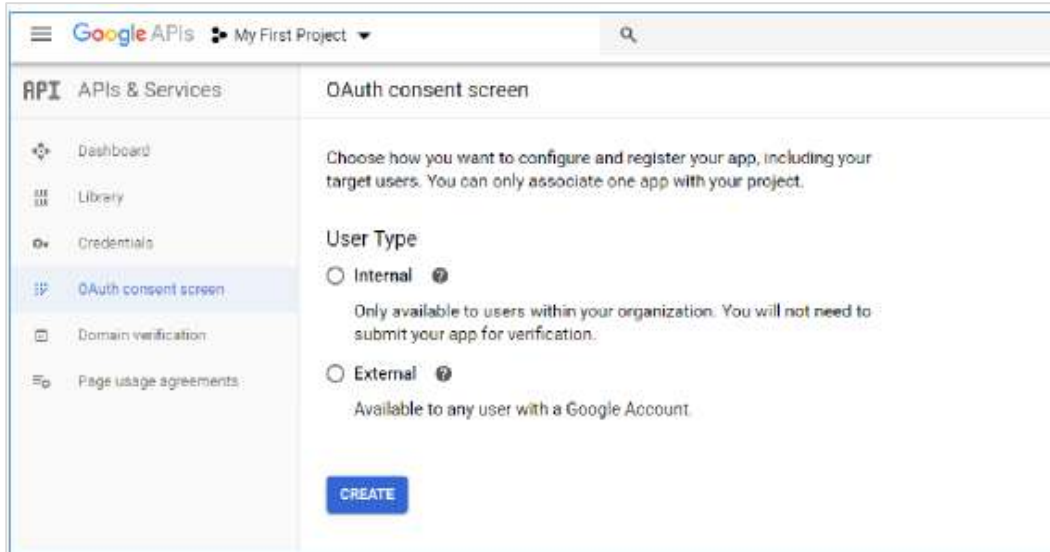 Google APIs My First Project
API APIs & Services
OAuth consent screen
Dashboard
Library
Credentials
OAuth consent screen
Domain verification
Page usage agreements
Choose how you want to configure and register your app, including your
target users. You can only associate one app with your project.
User Type
Internal
Only available to users within your organization. You will not need to
submit your app for verification.
External
Available to any user with a Google Account.
CREATE